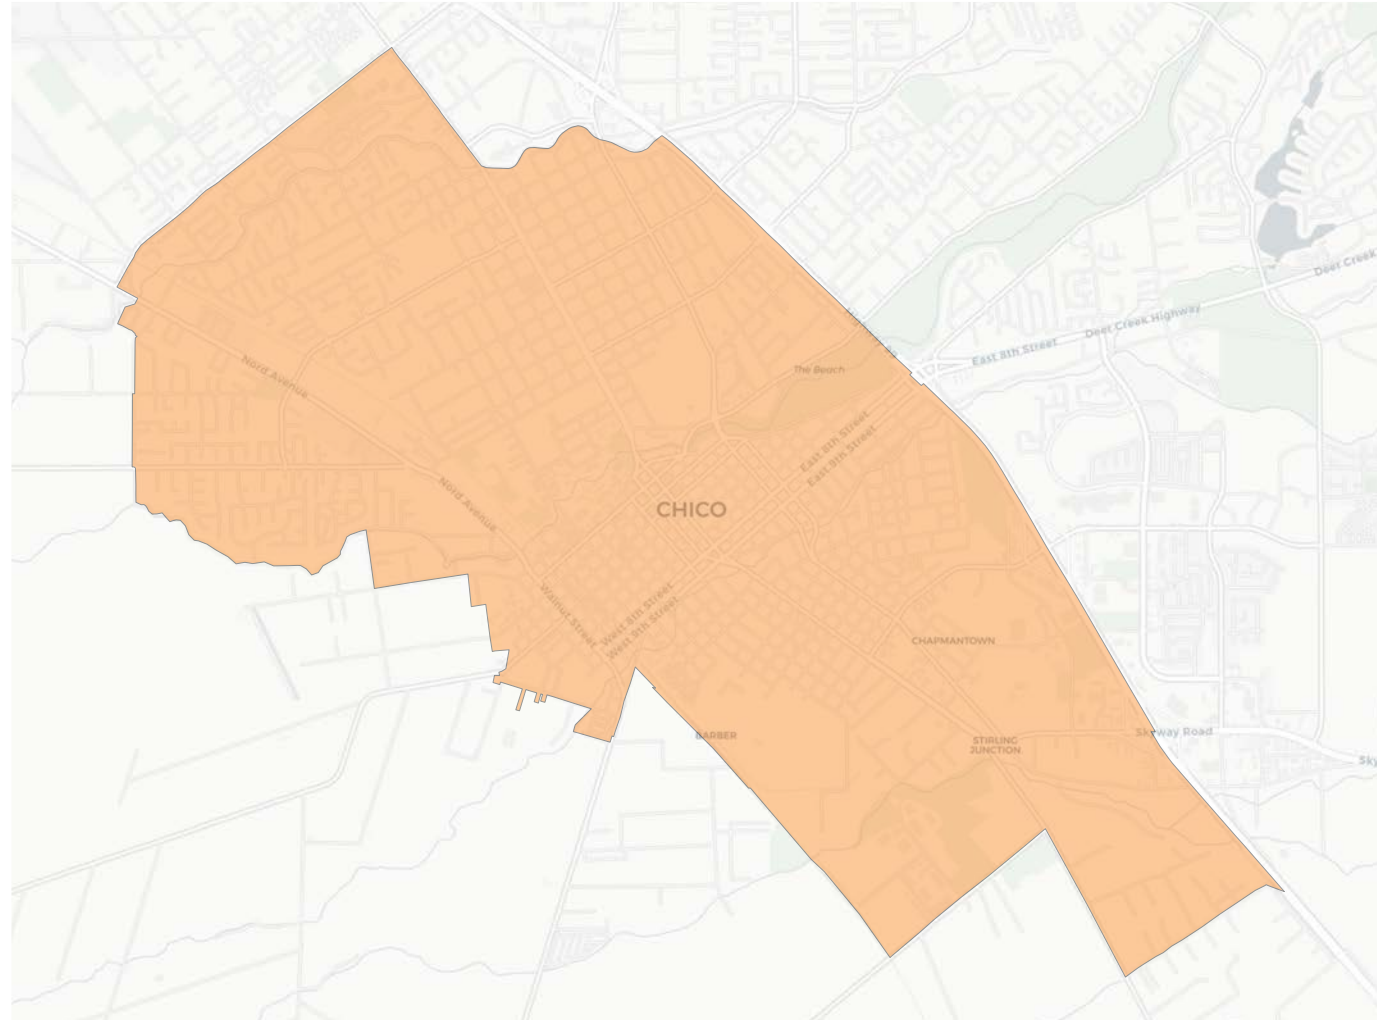 Deer Creek
Deer Creek Highway
East 8th Street
The Beach
Nord Avenue
East 8th Street
East 9th Street
Nord Avenue
CHICO
Walnut Street
West 8th Street
West 9th Street
CHAPMANTOWN
BARBER
STIRLING
JUNCTION
Skyway Road
Sky